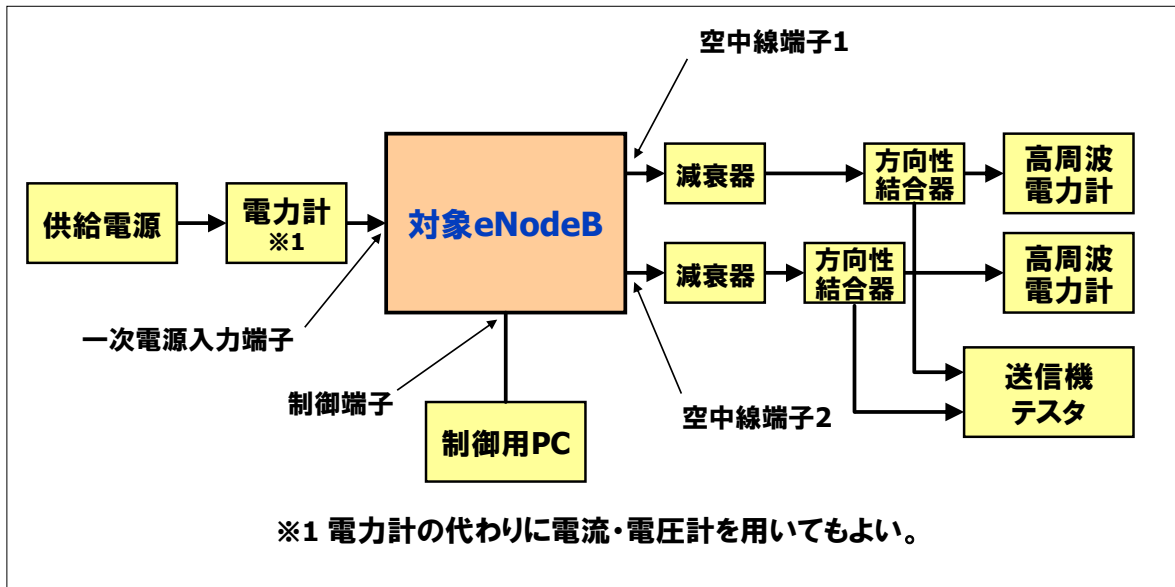 空中線端子1
減衰器
方向性
結合器
高周波
電力計
供給電源
電力計
※1
対象eNodeB
減衰器
方向性
結合器
高周波
電力計
一次電源入力端子
制御端子
空中線端子2
送信機
テスタ
制御用PC
※1 電力計の代わりに電流・電圧計を用いてもよい。